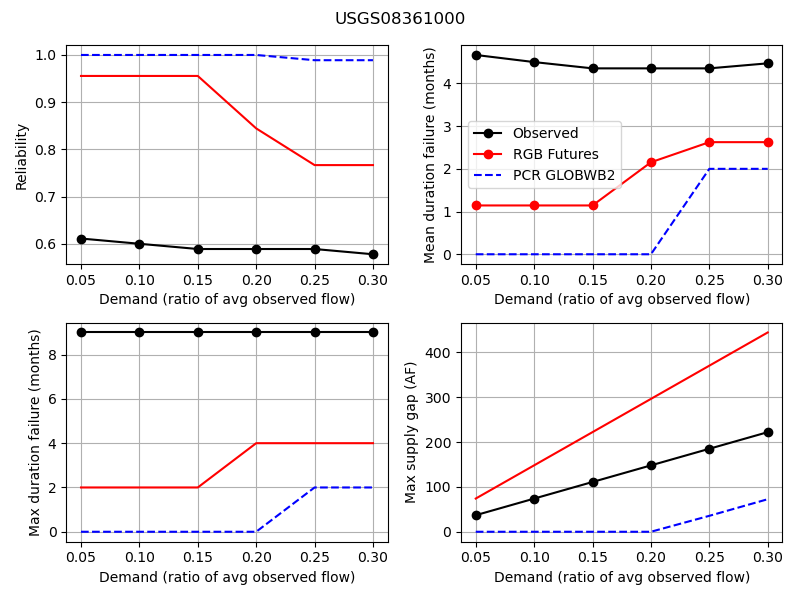 USGS08361000
Reliability
1.0
0.9
0.8
0.7
0.6
0.05 0.10 0.15 0.20 0.25 0.30
Demand (ratio of avg observed flow)
Mean duration failure (months)
4
3
2
1
0
Observed
RGB Futures
PCR GLOBWB2
0.05 0.10 0.15 0.20 0.25 0.30
Demand (ratio of avg observed flow)
Max duration failure (months)
8
6
4
2
0
0.05 0.10 0.15 0.20 0.25 0.30
Demand (ratio of avg observed flow)
Max supply gap (AF)
400
300
200
100
0
0.05 0.10 0.15 0.20 0.25 0.30
Demand (ratio of avg observed flow)